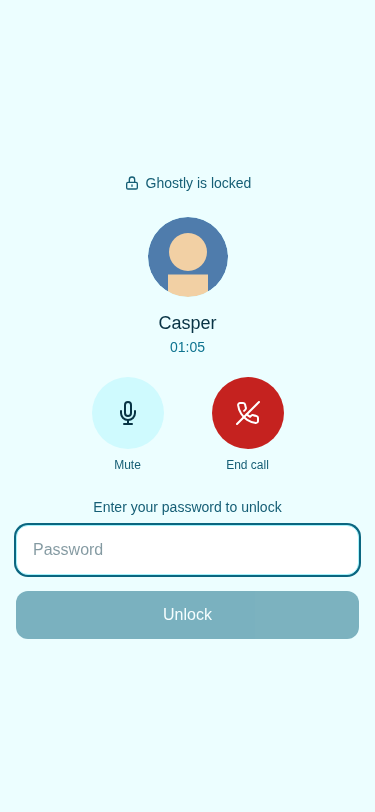 Ghostly is locked
Casper
01:05
Mute
End call
Enter your password to unlock
Password
Unlock